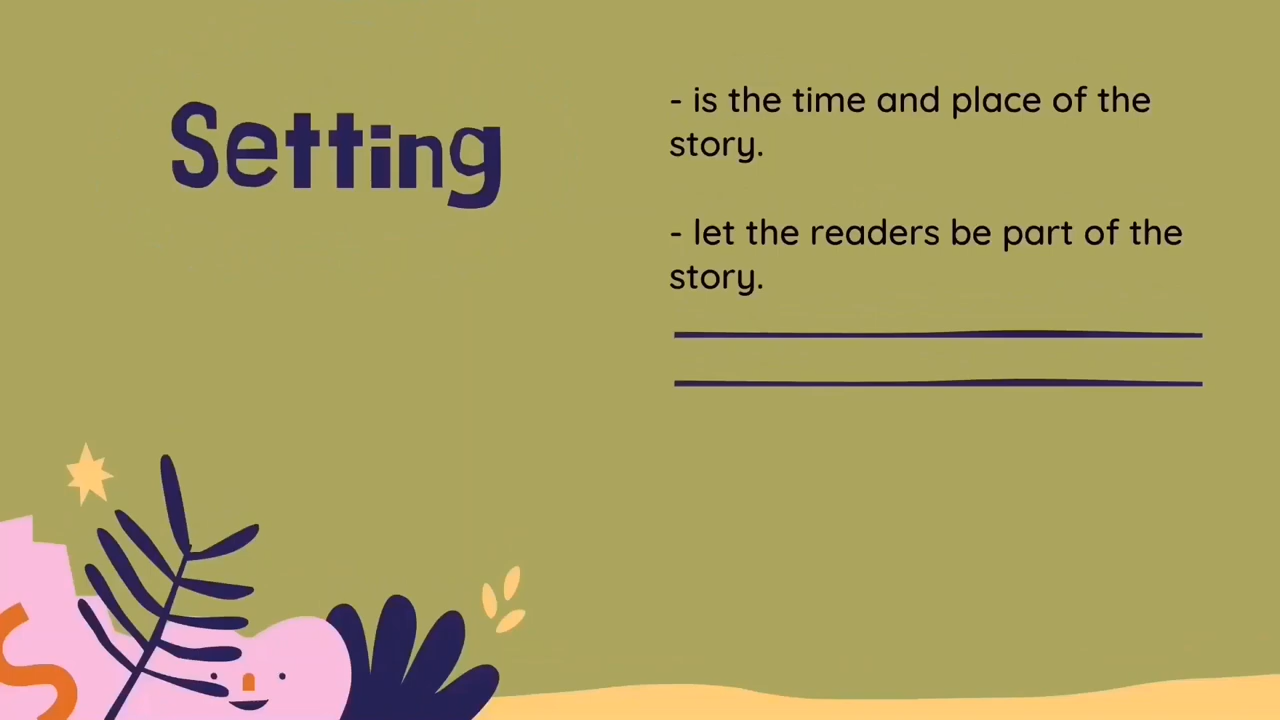 Setting
- is the time and place of the
story.
- let the readers be part of the
story.